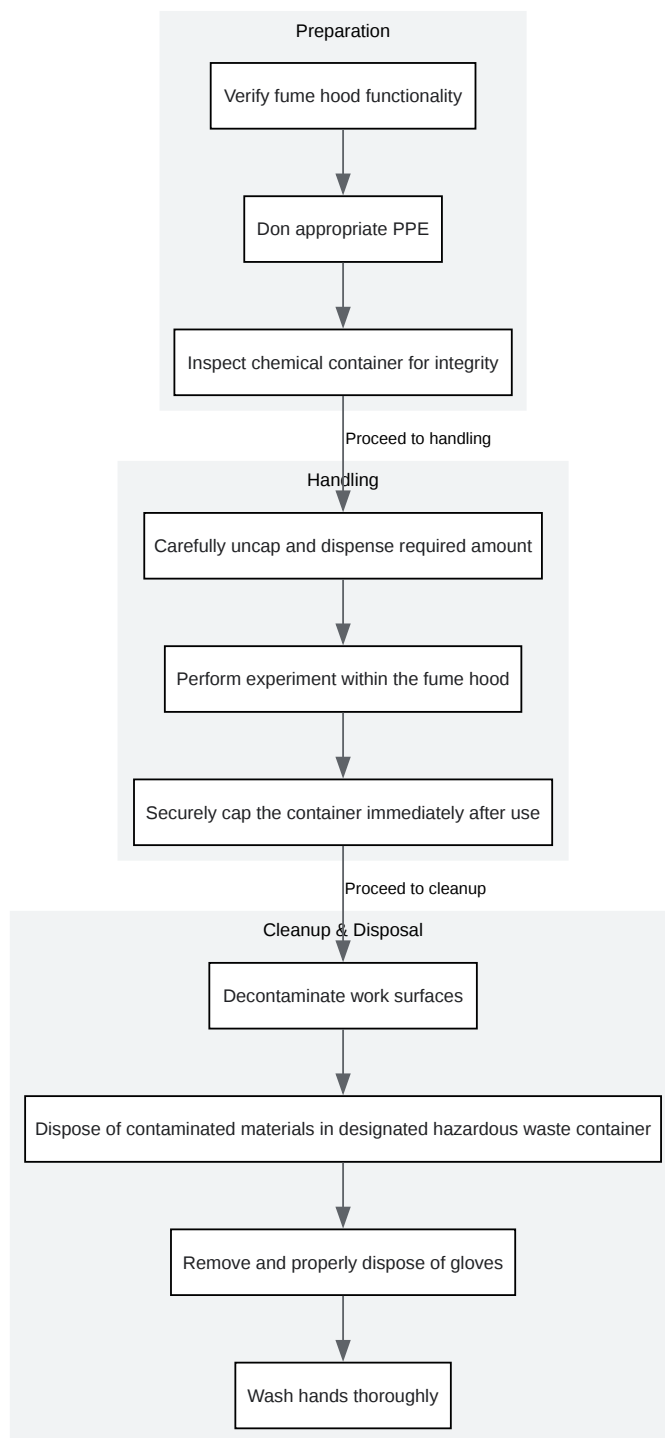 Preparation
Verify fume hood functionality
Don appropriate PPE
Inspect chemical container for integrity
Proceed to handling
Handling
Carefully uncap and dispense required amount
Perform experiment within the fume hood
Securely cap the container immediately after use
Proceed to cleanup
Cleanup & Disposal
Decontaminate work surfaces
Dispose of contaminated materials in designated hazardous waste container
Remove and properly dispose of gloves
Wash hands thoroughly